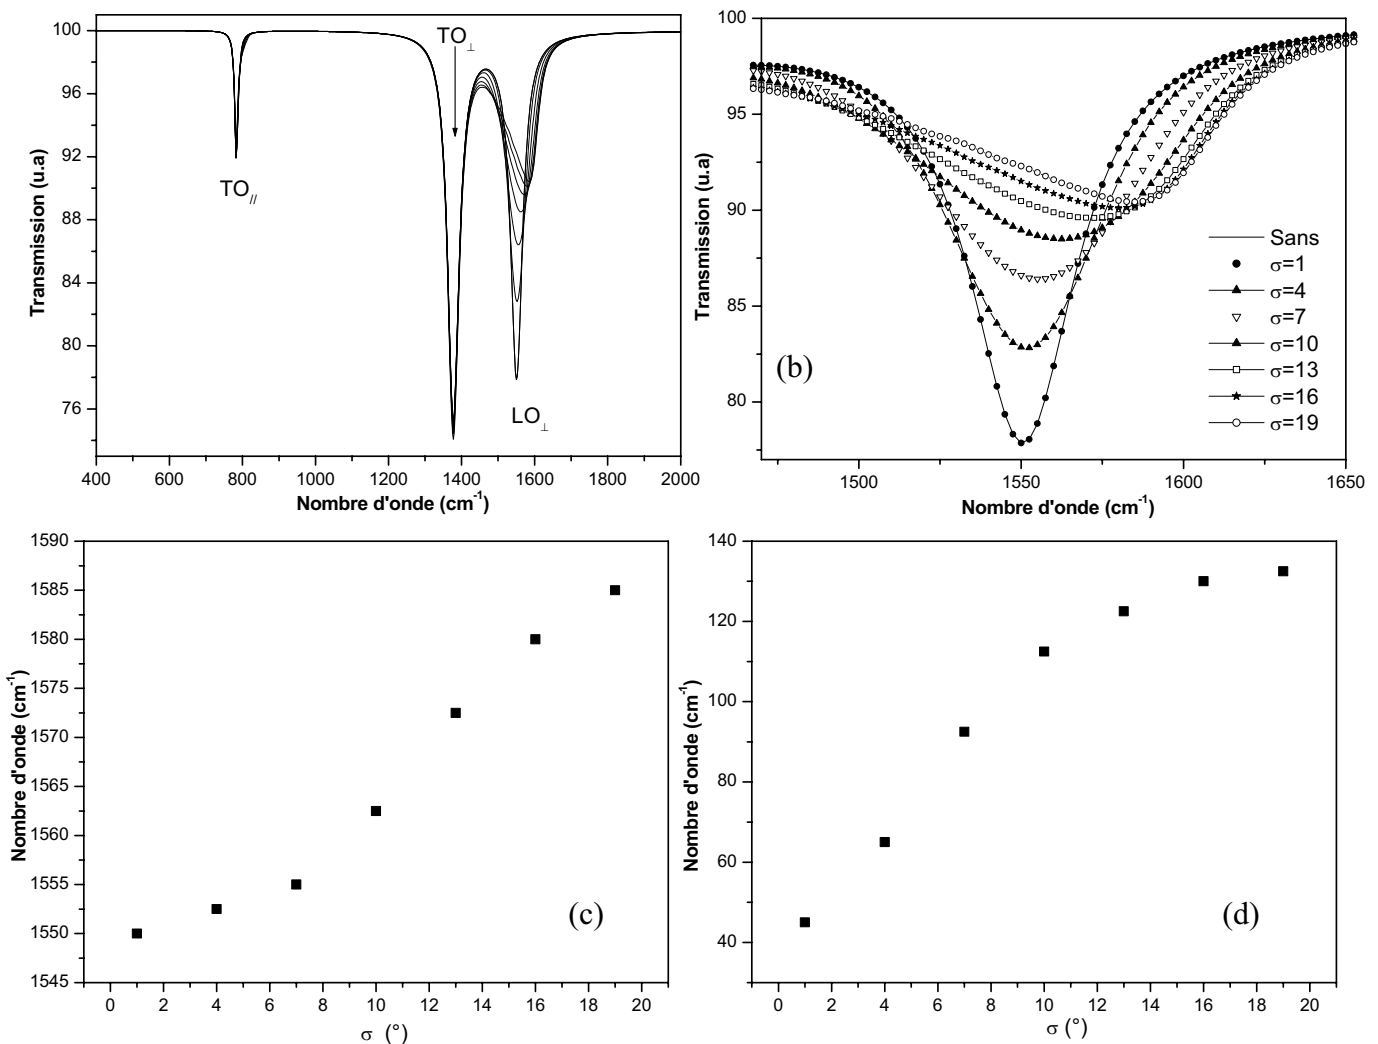 100
96
92
88
84
80
76
400
600
800
1000
1200
1400
1600
1800
2000
Transmission (u.a)
Nombre d'onde (cm-1)
TO//
TO⊥
LO⊥
100
95
90
85
80
1500
1550
1600
1650
Transmission (u.a)
Nombre d'onde (cm-1)
(b)
Sans
σ=1
σ=4
σ=7
σ=10
σ=13
σ=16
σ=19
1590
1585
1580
1575
1570
1565
1560
1555
1550
1545
0 2 4 6 8 10 12 14 16 18 20
Nombre d'onde (cm-1)
σ (°)
(c)
140
120
100
80
60
40
0 2 4 6 8 10 12 14 16 18 20
Nombre d'onde (cm-1)
σ (°)
(d)